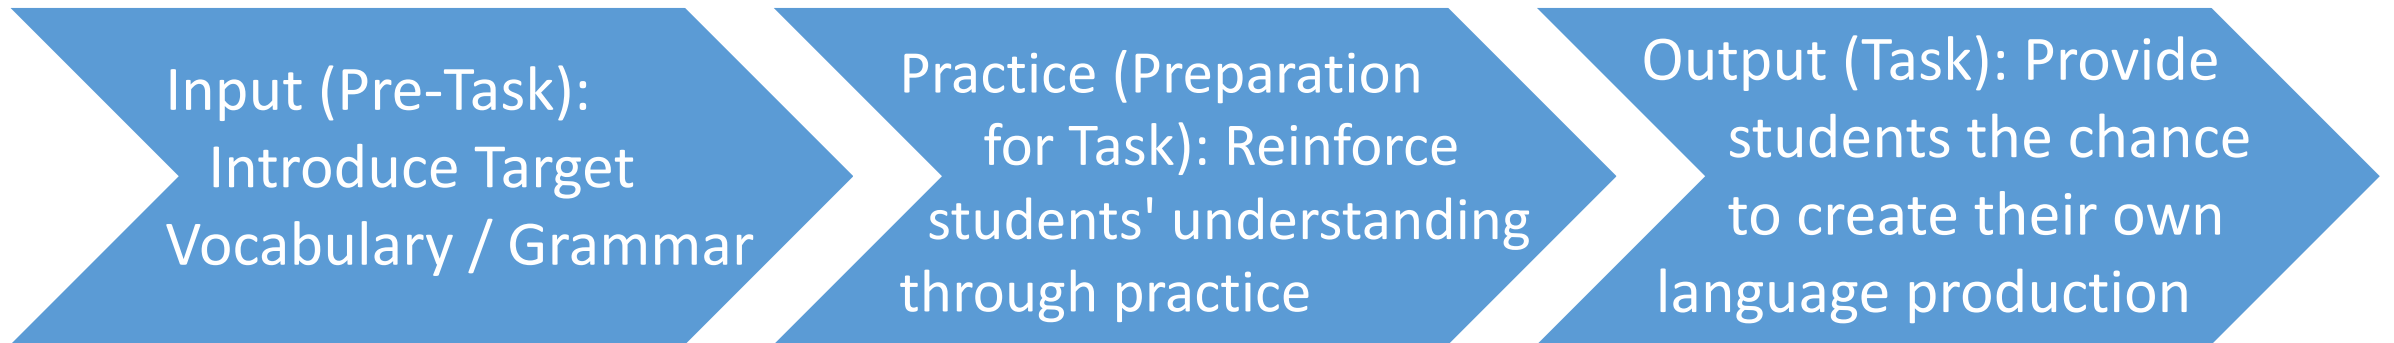 Input (Pre-Task):
Introduce Target
Vocabulary / Grammar
Practice (Preparation
for Task): Reinforce
students' understanding
through practice
Output (Task): Provide
students the chance
to create their own
language production